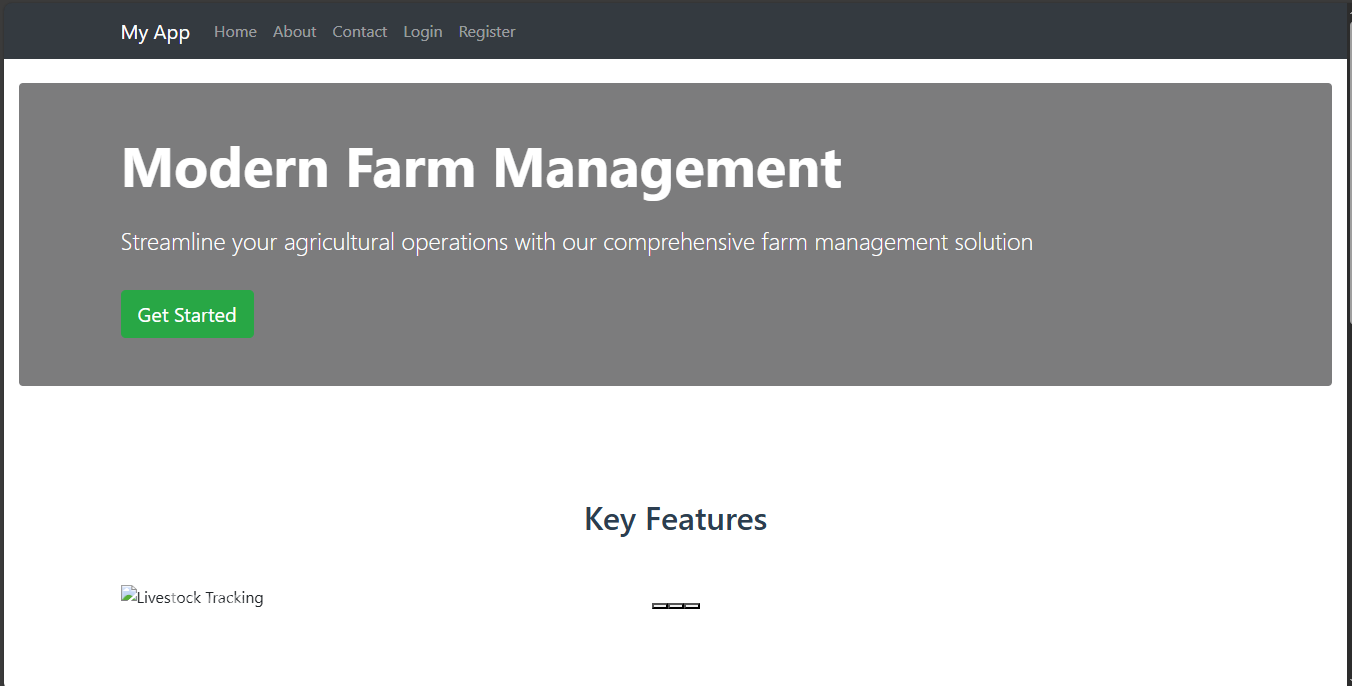 My App Home About Contact Login Register
Modern Farm Management
Streamline your agricultural operations with our comprehensive farm management solution
Get Started
Key Features
Livestock Tracking